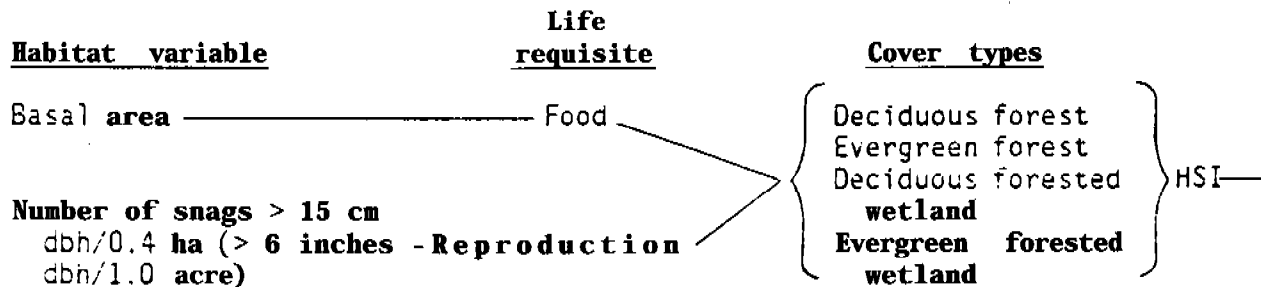 Life
Habitat variable requisite Cover types
Basal area Food Deciduous forest
Evergreen forest
Deciduous forested HSI
Number of snags > 15 cm wetland
dbh/0.4 ha (> 6 inches - Reproduction Evergreen forested
dbh/1.0 acre) wetland